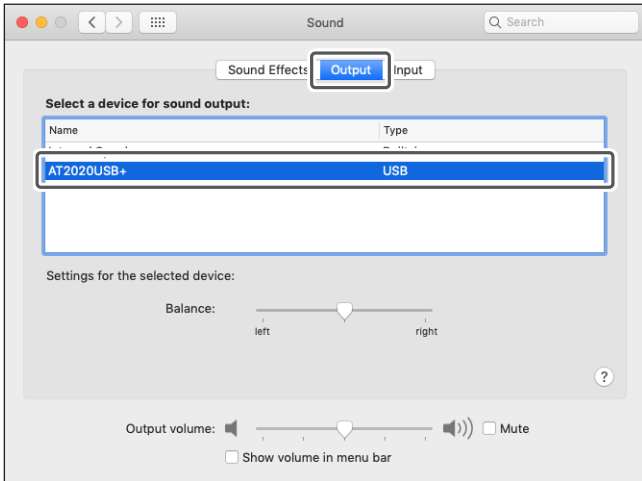 Sound
Search
Sound Effects Output Input
Select a device for sound output:
Name Type
AT2020USB+ USB
Settings for the selected device:
Balance:
left right
?
Output volume: Mute
Show volume in menu bar